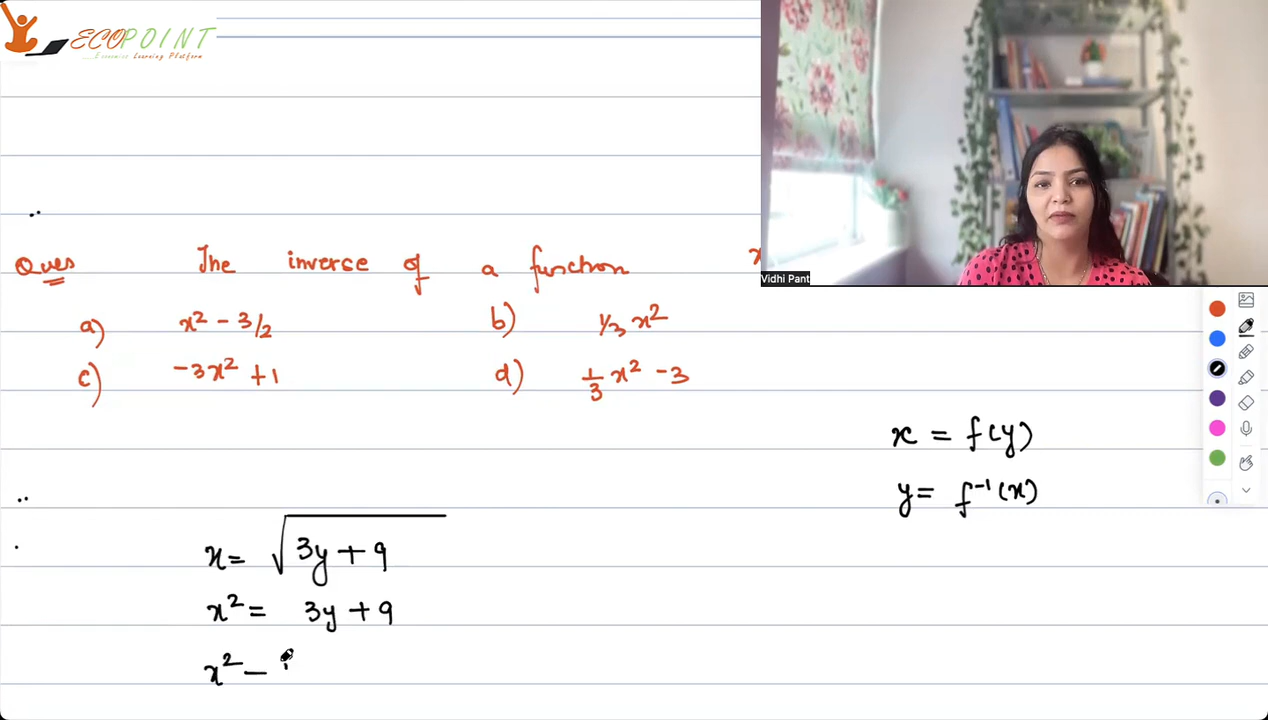 ECOPOINT
Economics Learning Platform
Vidhi Pant
Ques The inverse of a function x
a) x² - 3/2 b) 1/3 x²
c) -3x² + 1 d) 1/3 x² - 3
x = f(y)
y = f⁻¹(x)
x = √3y + 9
x² = 3y + 9
x² -